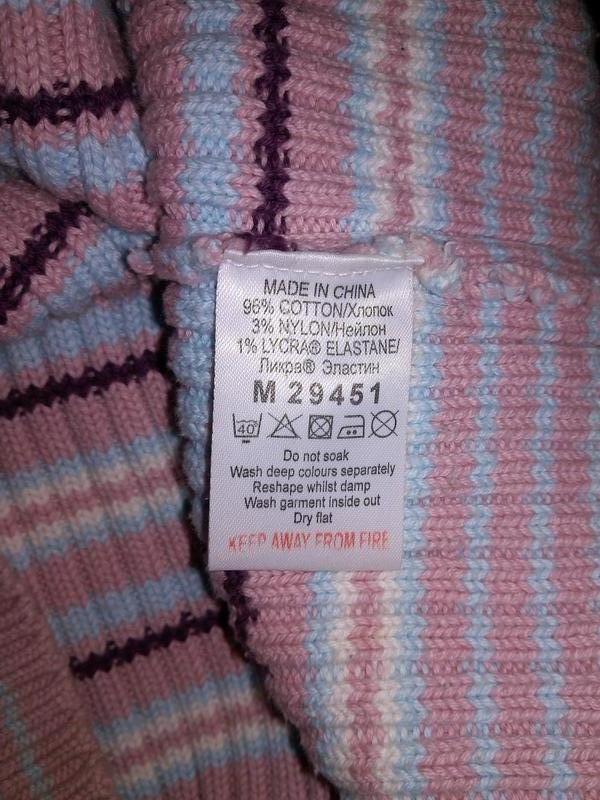 MADE IN CHINA
96% COTTON/Хлопок
3% NYLON/Нейлон
1% LYCRA® ELASTANE/
Ликра® Эластин
M 29451
40°
Do not soak
Wash deep colours separately
Reshape whilst damp
Wash garment inside out
Dry flat
KEEP AWAY FROM FIRE